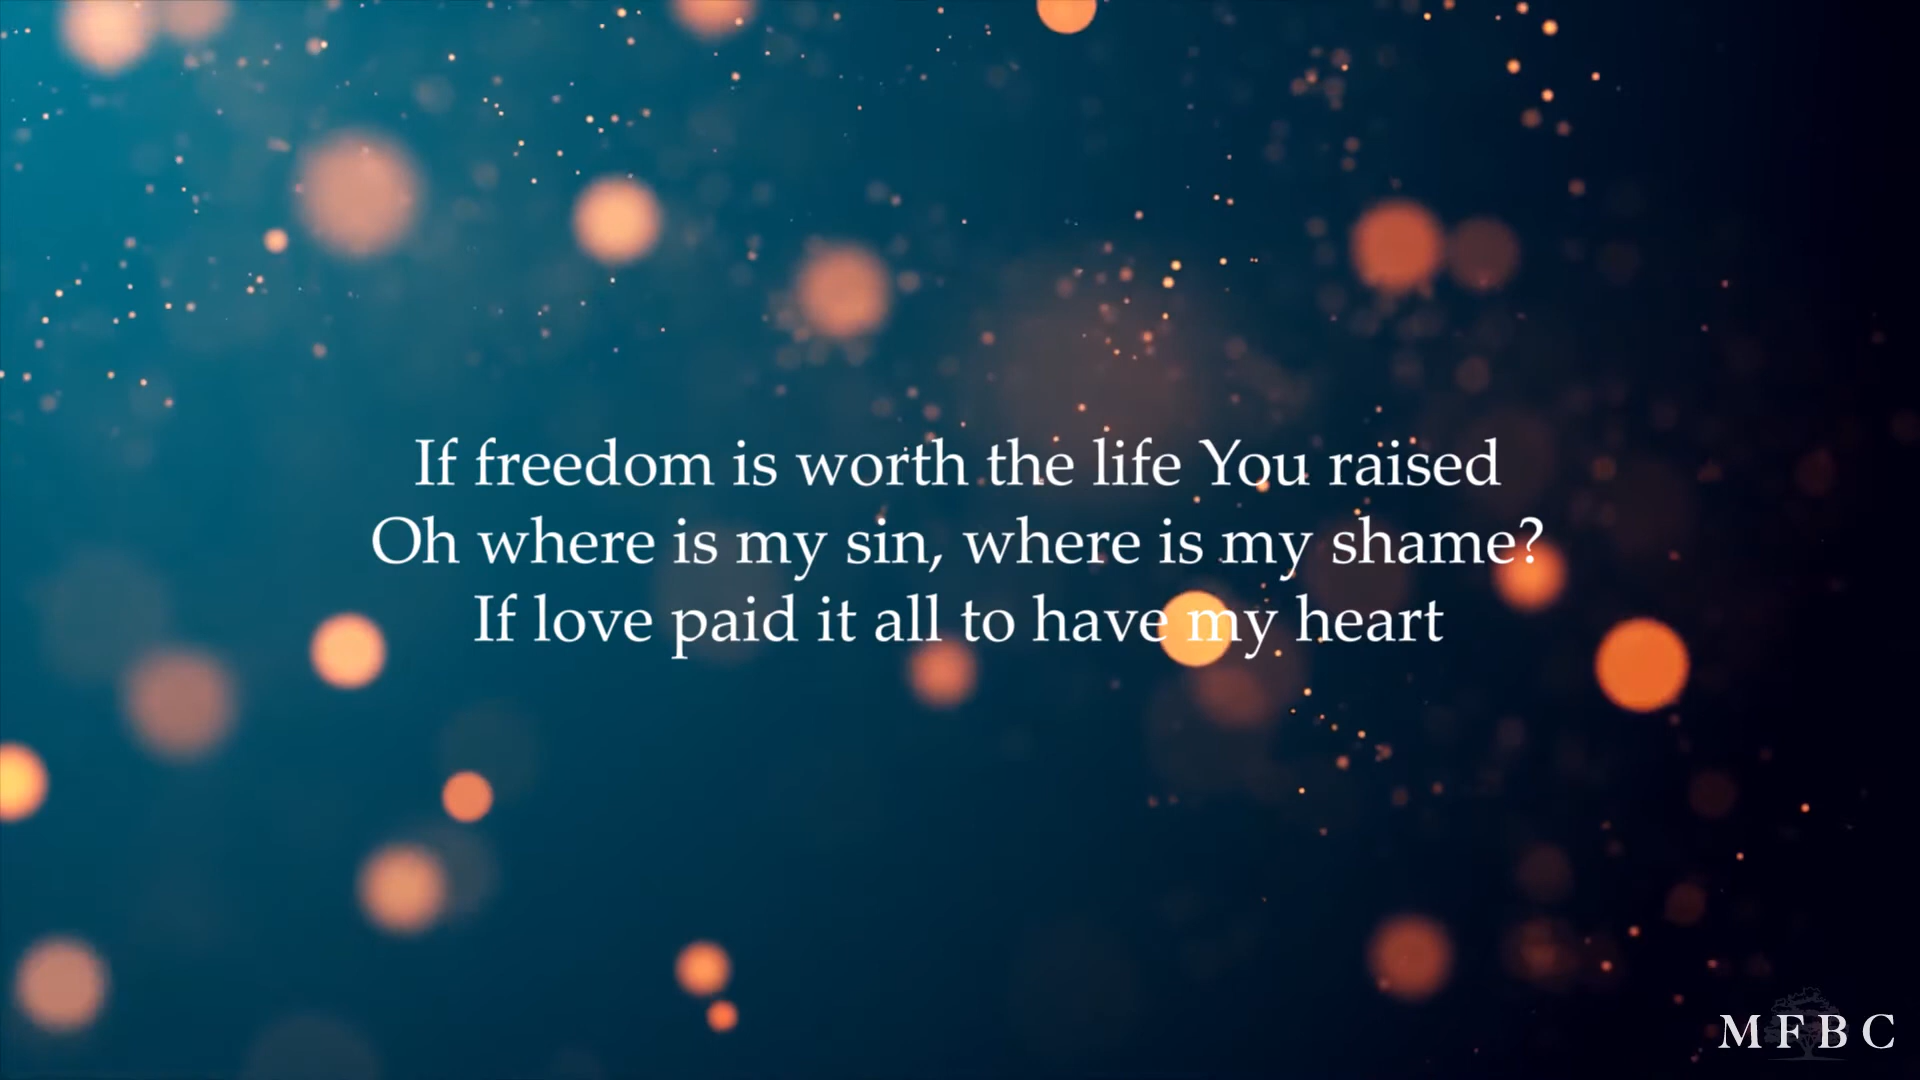 If freedom is worth the life You raised
Oh where is my sin, where is my shame?
If love paid it all to have my heart
MFBC